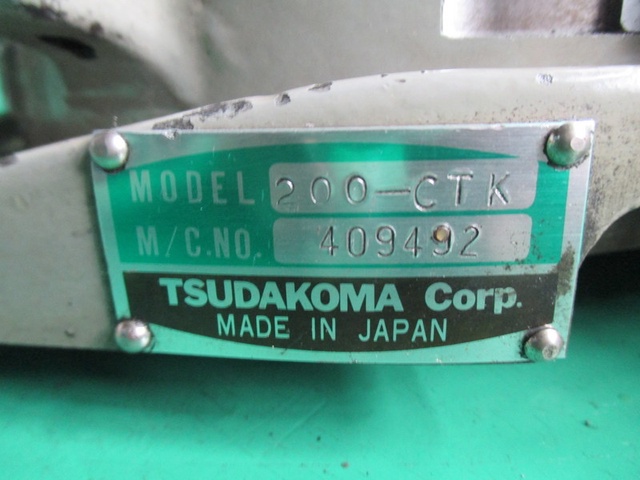 MODEL 200-CTK
M/C.NO. 409492
TSUDAKOMA Corp.
MADE IN JAPAN